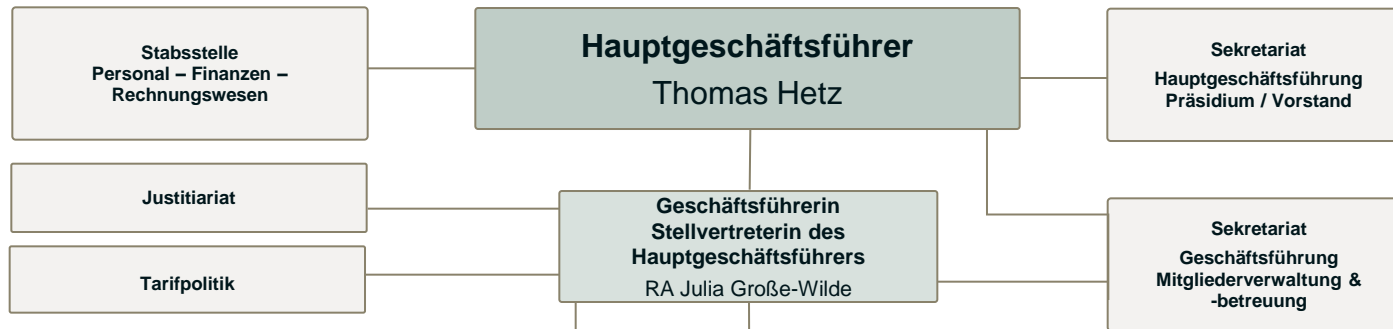 Stabsstelle
Personal – Finanzen –
Rechnungswesen
Hauptgeschäftsführer
Thomas Hetz
Sekretariat
Hauptgeschäftsführung
Präsidium / Vorstand
Justitiariat
Tarifpolitik
Geschäftsführerin
Stellvertreterin des
Hauptgeschäftsführers
RA Julia Große-Wilde
Sekretariat
Geschäftsführung
Mitgliederverwaltung &
-betreuung